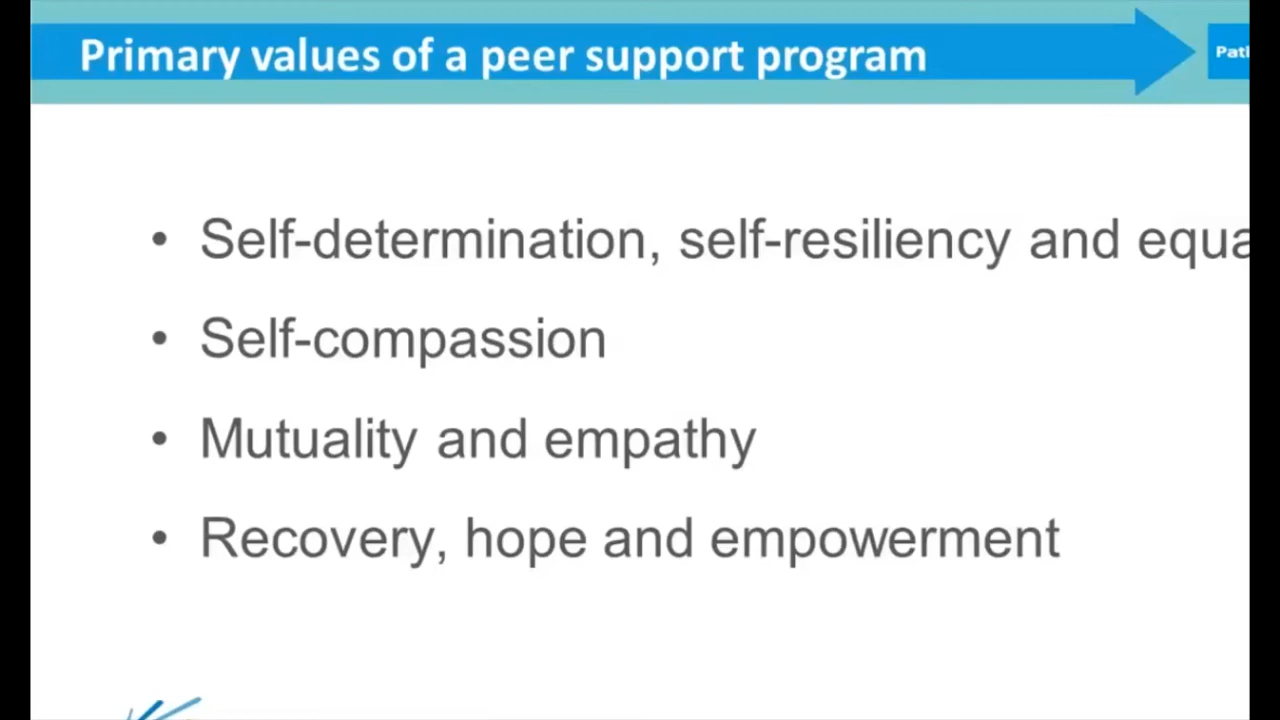 Primary values of a peer support program
• Self-determination, self-resiliency and
• Self-compassion
• Mutuality and empathy
• Recovery, hope and empowerment